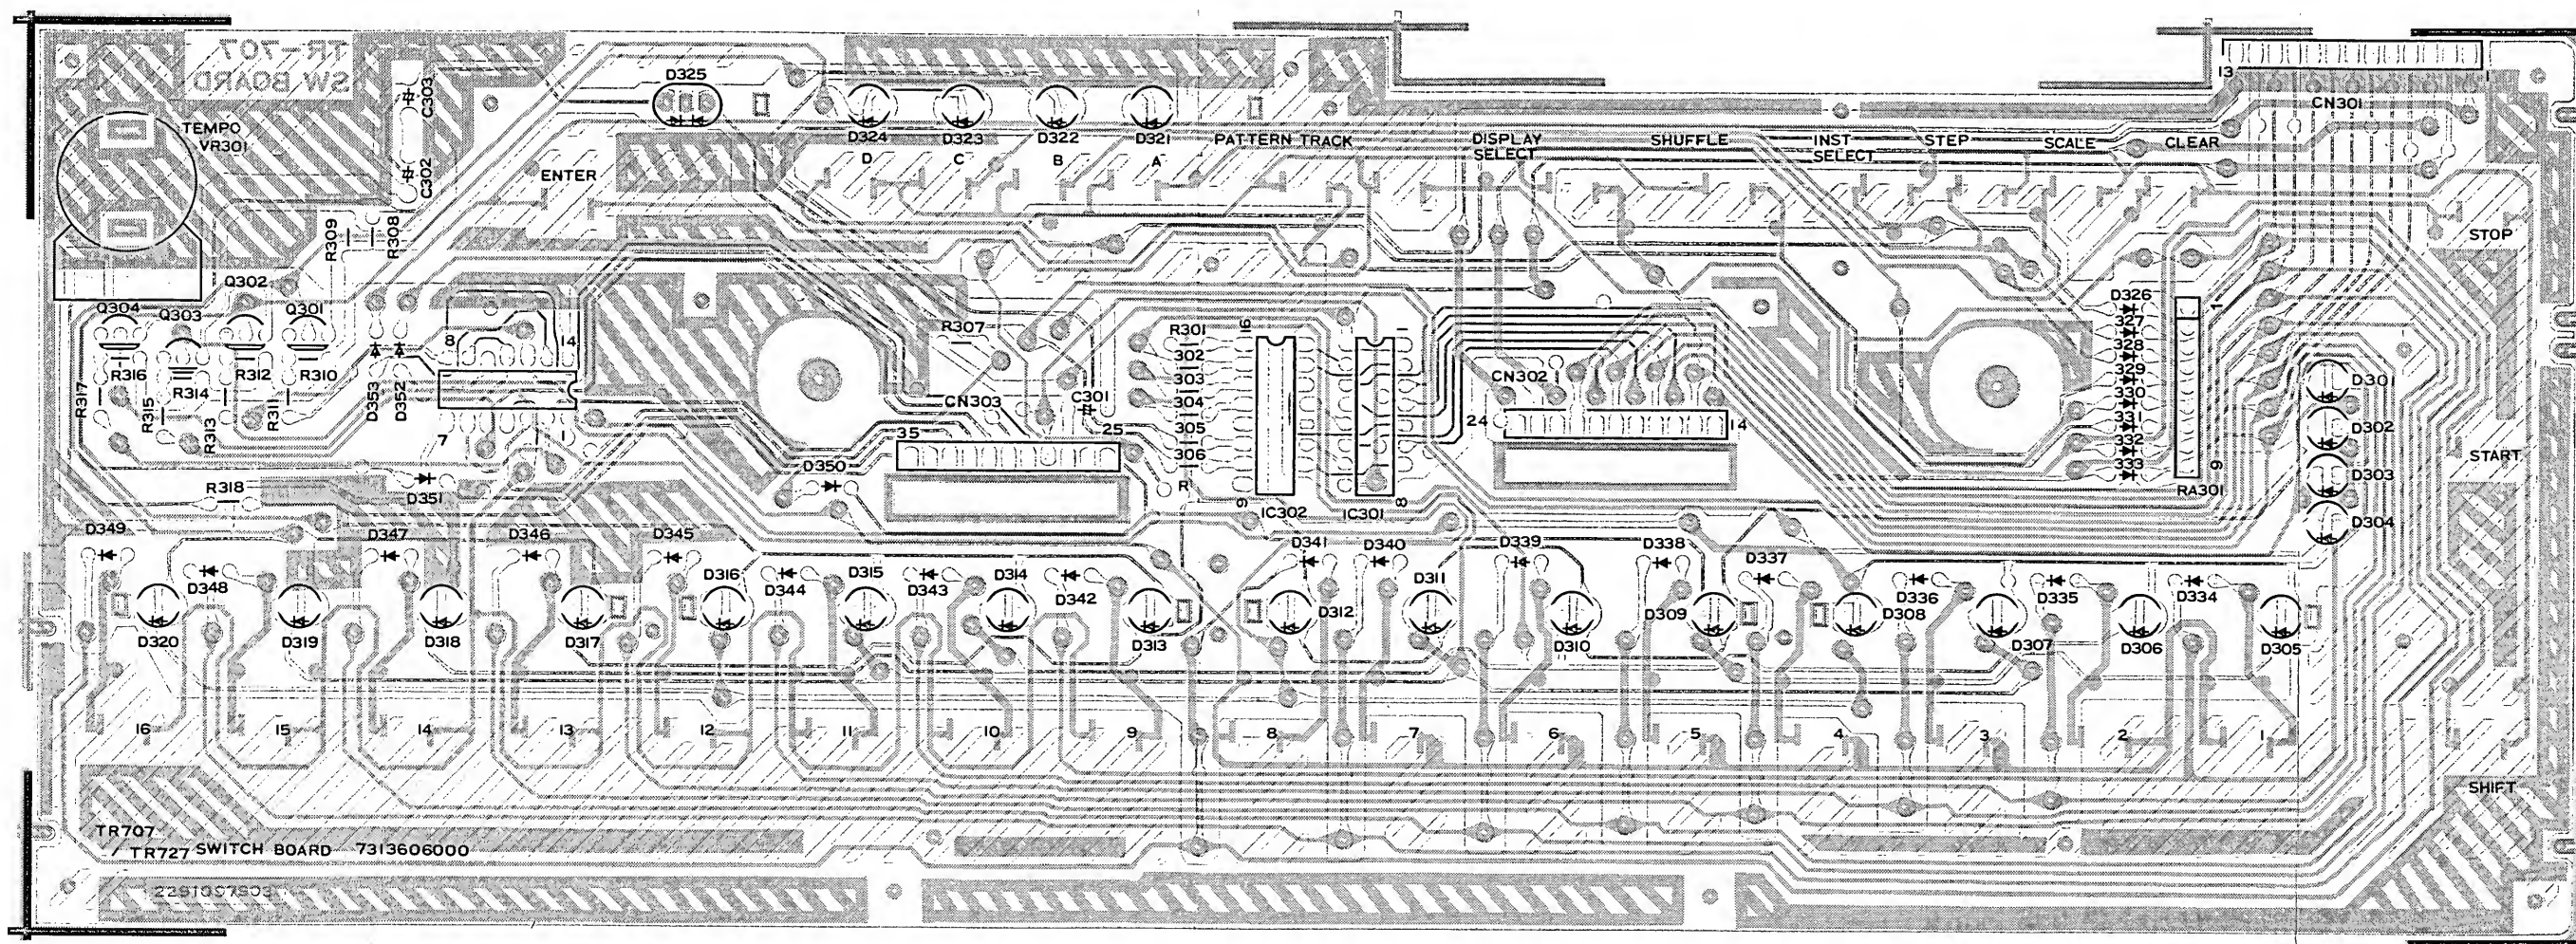 TR-707
SW BOARD
C303
C302
TEMPO
VR301
D325
D324
D323
D322
D321
D
C
B
A
ENTER
PATTERN TRACK
DISPLAY
SELECT
SHUFFLE
INST
SELECT
STEP
SCALE
CLEAR
13
1
CN301
STOP
START
SHIFT
R309
R308
Q304
Q303
Q302
Q301
R316
R314
R312
R310
R317
R315
R313
R311
D353
D352
8
14
7
1
D351
R318
R307
CN303
C301
35
25
D350
R301
302
303
304
305
306
R
16
9
IC302
1
8
IC301
CN302
1
24
14
D326
327
328
329
330
331
332
333
1
9
RA301
D301
D302
D303
D304
D349
D347
D346
D345
D341
D340
D339
D338
D337
D348
D316
D344
D315
D343
D314
D342
D312
D311
D309
D308
D336
D335
D334
D320
D319
D318
D317
D313
D310
D307
D306
D305
16
15
14
13
12
11
10
9
8
7
6
5
4
3
2
1
TR707
/ TR727 SWITCH BOARD 7313606000